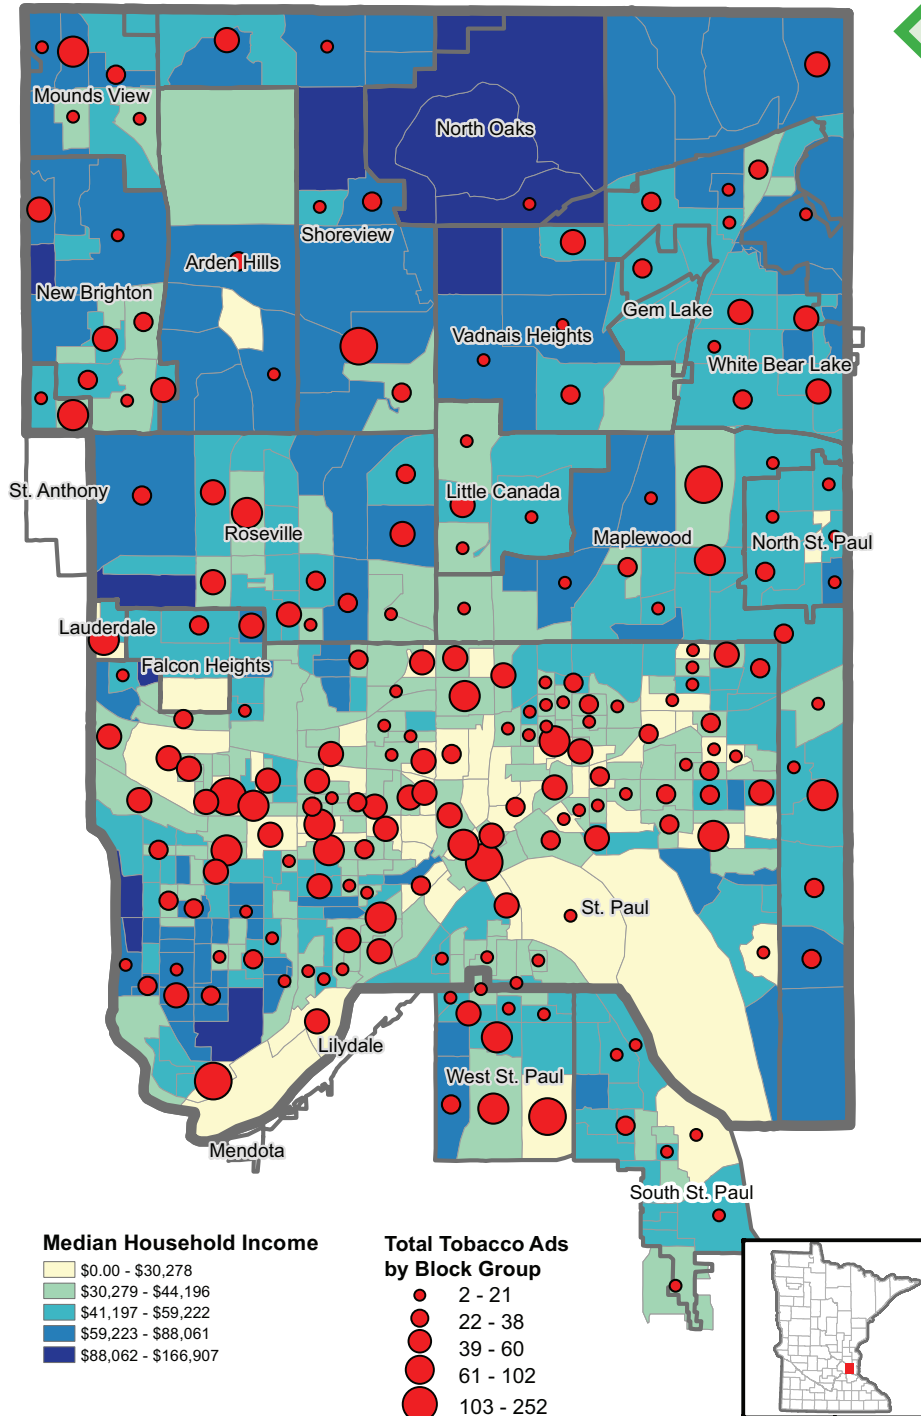 Mounds View
North Oaks
Shoreview
Arden Hills
New Brighton
Gem Lake
Vadnais Heights
White Bear Lake
St. Anthony
Little Canada
Roseville
Maplewood
North St. Paul
Lauderdale
Falcon Heights
St. Paul
Lilydale
West St. Paul
Mendota
South St. Paul
Median Household Income
$0.00 - $30,278
$30,279 - $44,196
$41,197 - $59,222
$59,223 - $88,061
$88,062 - $166,907
Total Tobacco Ads
by Block Group
2 - 21
22 - 38
39 - 60
61 - 102
103 - 252